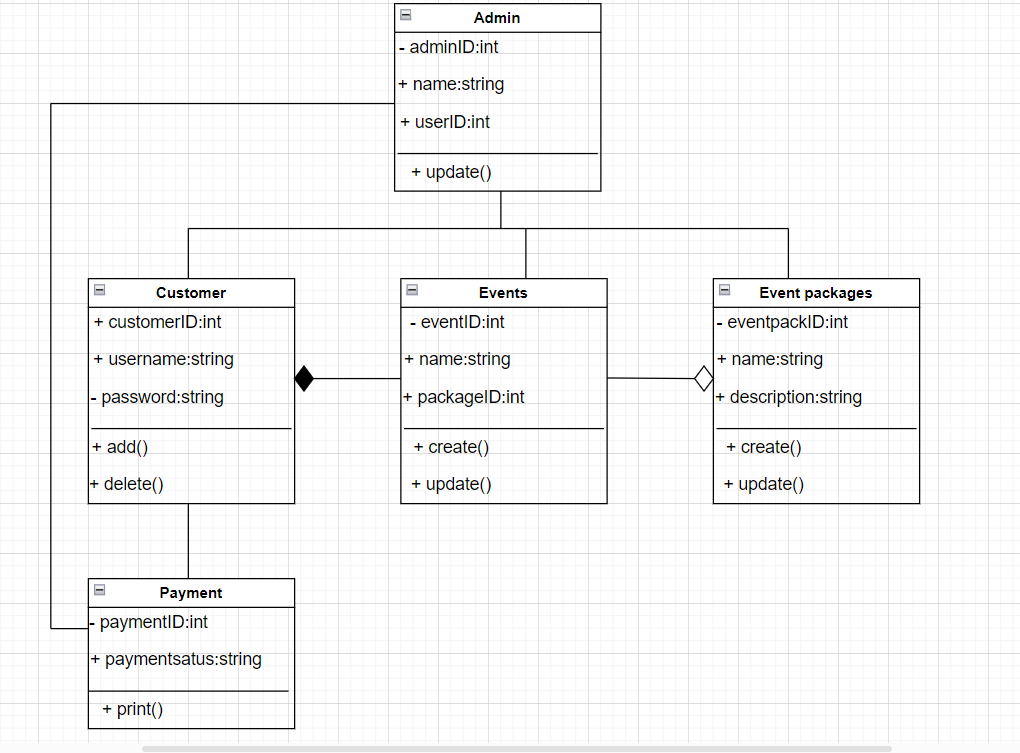 Admin
- adminID:int
+ name:string
+ userID:int
+ update()
Customer
+ customerID:int
+ username:string
- password:string
+ add()
+ delete()
Events
- eventID:int
+ name:string
+ packageID:int
+ create()
+ update()
Event packages
- eventpackID:int
+ name:string
+ description:string
+ create()
+ update()
Payment
- paymentID:int
+ paymentsatus:string
+ print()